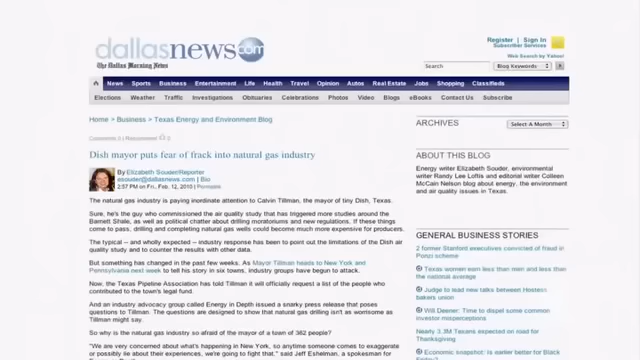 dallasnews.com
The Dallas Morning News
Register | Sign In
Subscriber Services
Web Search by Yahoo!
Search
Blog Keywords
News Sports Business Entertainment Life Health Travel Opinion Autos Real Estate Jobs Shopping Classifieds
Elections Weather Traffic Investigations Obituaries Celebrations Photos Video Blogs eBooks Contact Us Subscribe
Home > Business > Texas Energy and Environment Blog
Comments 0 | Recommend 0
Dish mayor puts fear of frack into natural gas industry
By Elizabeth Souder/Reporter
esouder@dallasnews.com | Bio
2:57 PM on Fri., Feb. 12, 2010 | Permalink
The natural gas industry is paying inordinate attention to Calvin Tillman, the mayor of tiny Dish, Texas.
Sure, he's the guy who commissioned the air quality study that has triggered more studies around the
Barnett Shale, as well as political chatter about drilling moratoriums and new regulations. If these things
come to pass, drilling and completing natural gas wells could become much more expensive for producers.
The typical -- and wholly expected -- industry response has been to point out the limitations of the Dish air
quality study and to counter the results with other data.
But something has changed in the past few weeks. As Mayor Tillman heads to New York and
Pennsylvania next week to tell his story in six towns, industry groups have begun to attack.
Now, the Texas Pipeline Association has told Tillman it will officially request a list of the people who
contributed to the town's legal fund.
And an industry advocacy group called Energy in Depth issued a snarky press release that poses
questions to Tillman. The questions are designed to show that natural gas drilling isn't as worrisome as
Tillman might say.
So why is the natural gas industry so afraid of the mayor of a town of 362 people?
"We are very concerned about what's happening in New York, so anytime someone comes to exaggerate
or possibly lie about their experiences, we're going to fight that," said Jeff Eshelman, a spokesman for
ARCHIVES
Select A Month
ABOUT THIS BLOG
Energy writer Elizabeth Souder, environmental
writer Randy Lee Loftis and editorial writer Colleen
McCain Nelson blog about energy, the environment
and air quality issues in Texas.
GENERAL BUSINESS STORIES
2 former Stanford executives convicted of fraud in
Ponzi scheme
Texas women earn less than men and less than
the national average
Judge to lead new talks between Hostess,
bakers union
Will Deener: Time to dispel some common
investor misperceptions
Nearly 3.3M Texans expected on road for
Thanksgiving
Economic snapshot: Is earlier better for Black